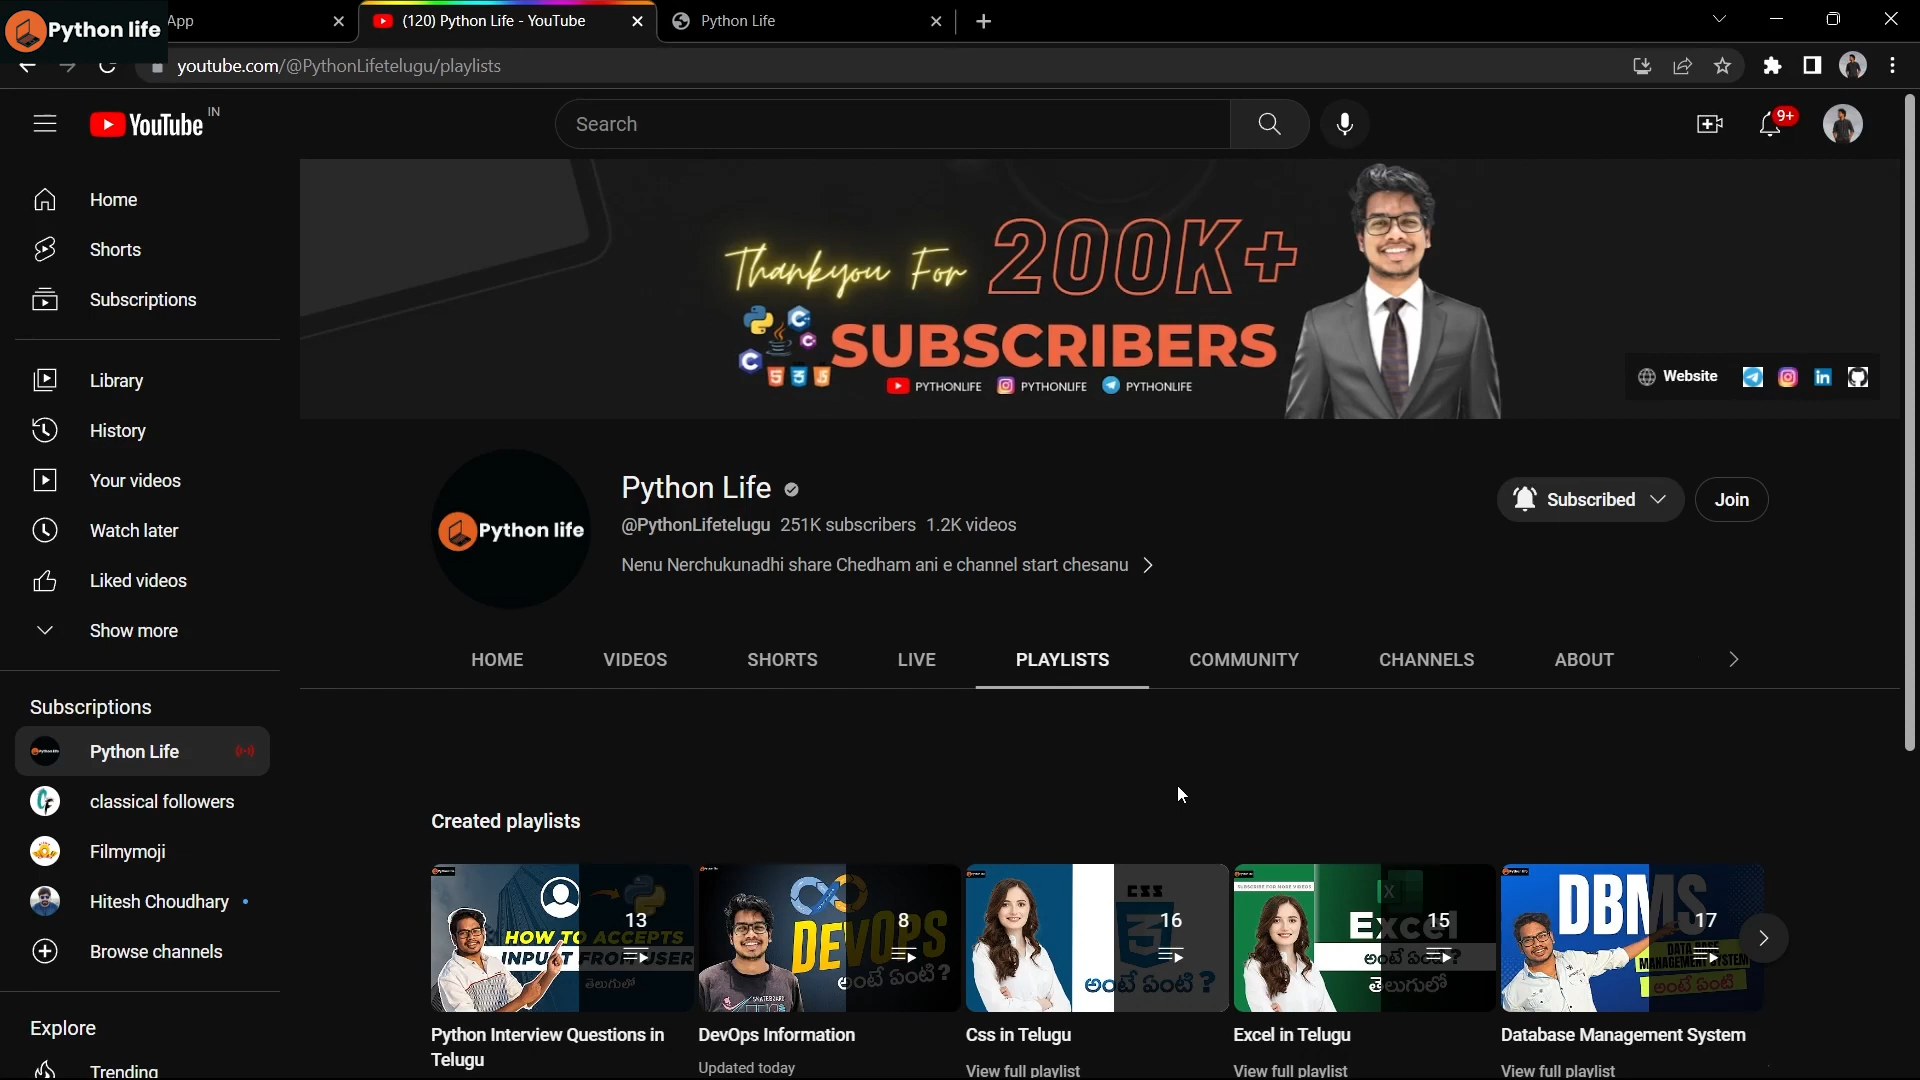 Python life
App
(120) Python Life - YouTube
Python Life
youtube.com/@PythonLifetelugu/playlists
YouTube IN
Search
9+
Home
Shorts
Subscriptions
Library
History
Your videos
Watch later
Liked videos
Show more
Subscriptions
Python Life
classical followers
Filmymoji
Hitesh Choudhary
Browse channels
Explore
Trending
Thankyou For 200K+
SUBSCRIBERS
PYTHONLIFE PYTHONLIFE PYTHONLIFE
Website
Python life
Python Life
@PythonLifetelugu 251K subscribers 1.2K videos
Nenu Nerchukunadhi share Chedham ani e channel start chesanu
Subscribed
Join
HOME VIDEOS SHORTS LIVE PLAYLISTS COMMUNITY CHANNELS ABOUT
Created playlists
HOW TO ACCEPTS
INPUT FROM USER
తెలుగులో
13
Python Interview Questions in
Telugu
DEVOPS
అంటే ఏంటి?
8
DevOps Information
Updated today
CSS
3
అంటే ఏంటి ?
16
Css in Telugu
View full playlist
SUBSCRIBE FOR MORE VIDEOS
Excel
అంటే ఏంటి?
తెలుగులో
15
Excel in Telugu
View full playlist
DBMS
DATA BASE
MANAGEMENT SYSTEM
అంటే ఏంటి
17
Database Management System
View full playlist